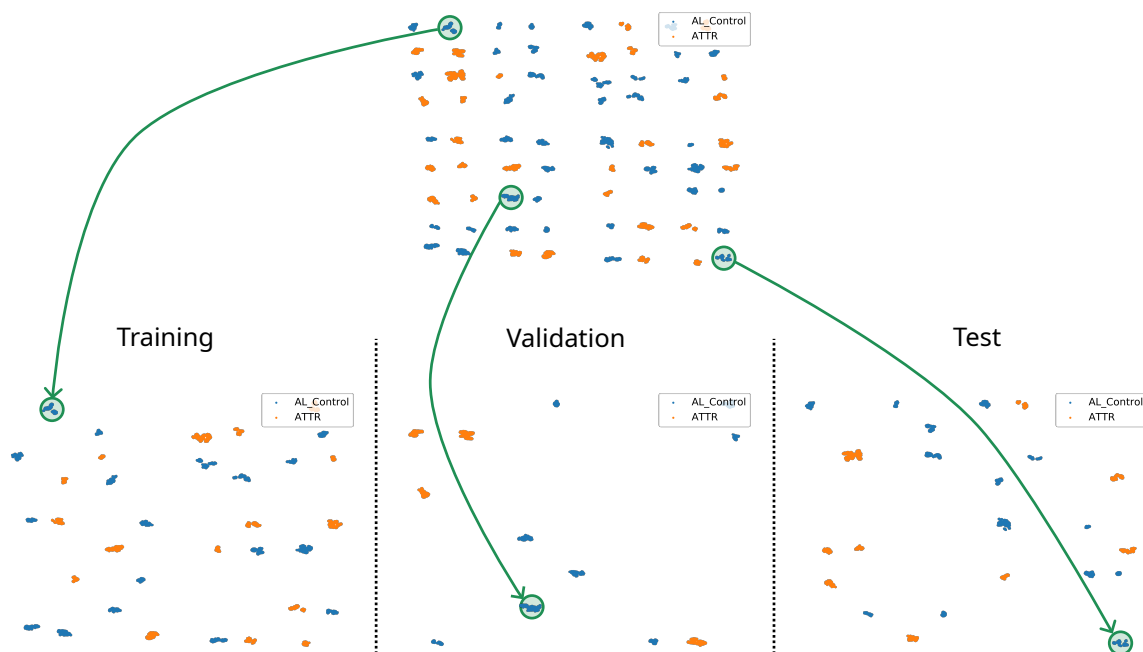 AL_Control
ATTR
Training
Validation
Test
AL_Control
ATTR
AL_Control
ATTR
AL_Control
ATTR